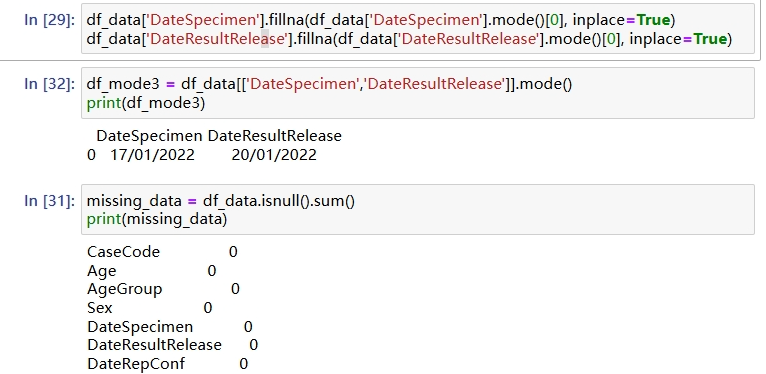 In [29]: df_data['DateSpecimen'].fillna(df_data['DateSpecimen'].mode()[0], inplace=True)
df_data['DateResultRelease'].fillna(df_data['DateResultRelease'].mode()[0], inplace=True)
In [32]: df_mode3 = df_data[['DateSpecimen','DateResultRelease']].mode()
print(df_mode3)
DateSpecimen DateResultRelease
0 17/01/2022 20/01/2022
In [31]: missing_data = df_data.isnull().sum()
print(missing_data)
CaseCode 0
Age 0
AgeGroup 0
Sex 0
DateSpecimen 0
DateResultRelease 0
DateRepConf 0